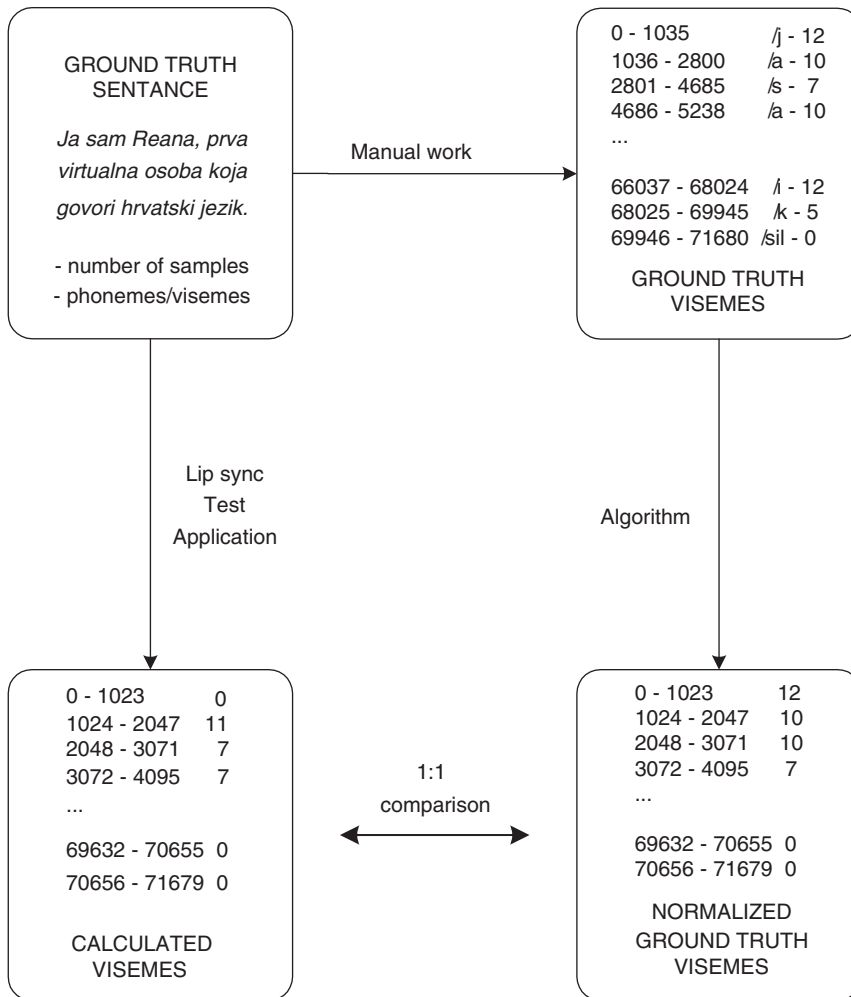 GROUND TRUTH
SENTANCE
Ja sam Reana, prva
virtualna osoba koja
govori hrvatski jezik.
- number of samples
- phonemes/visemes
Manual work
0 - 1035 /j - 12
1036 - 2800 /a - 10
2801 - 4685 /s - 7
4686 - 5238 /a - 10
...
66037 - 68024 /i - 12
68025 - 69945 /k - 5
69946 - 71680 /sil - 0
GROUND TRUTH
VISEMES
Lip sync
Test
Application
Algorithm
0 - 1023 0
1024 - 2047 11
2048 - 3071 7
3072 - 4095 7
...
69632 - 70655 0
70656 - 71679 0
CALCULATED
VISEMES
1:1
comparison
0 - 1023 12
1024 - 2047 10
2048 - 3071 10
3072 - 4095 7
...
69632 - 70655 0
70656 - 71679 0
NORMALIZED
GROUND TRUTH
VISEMES